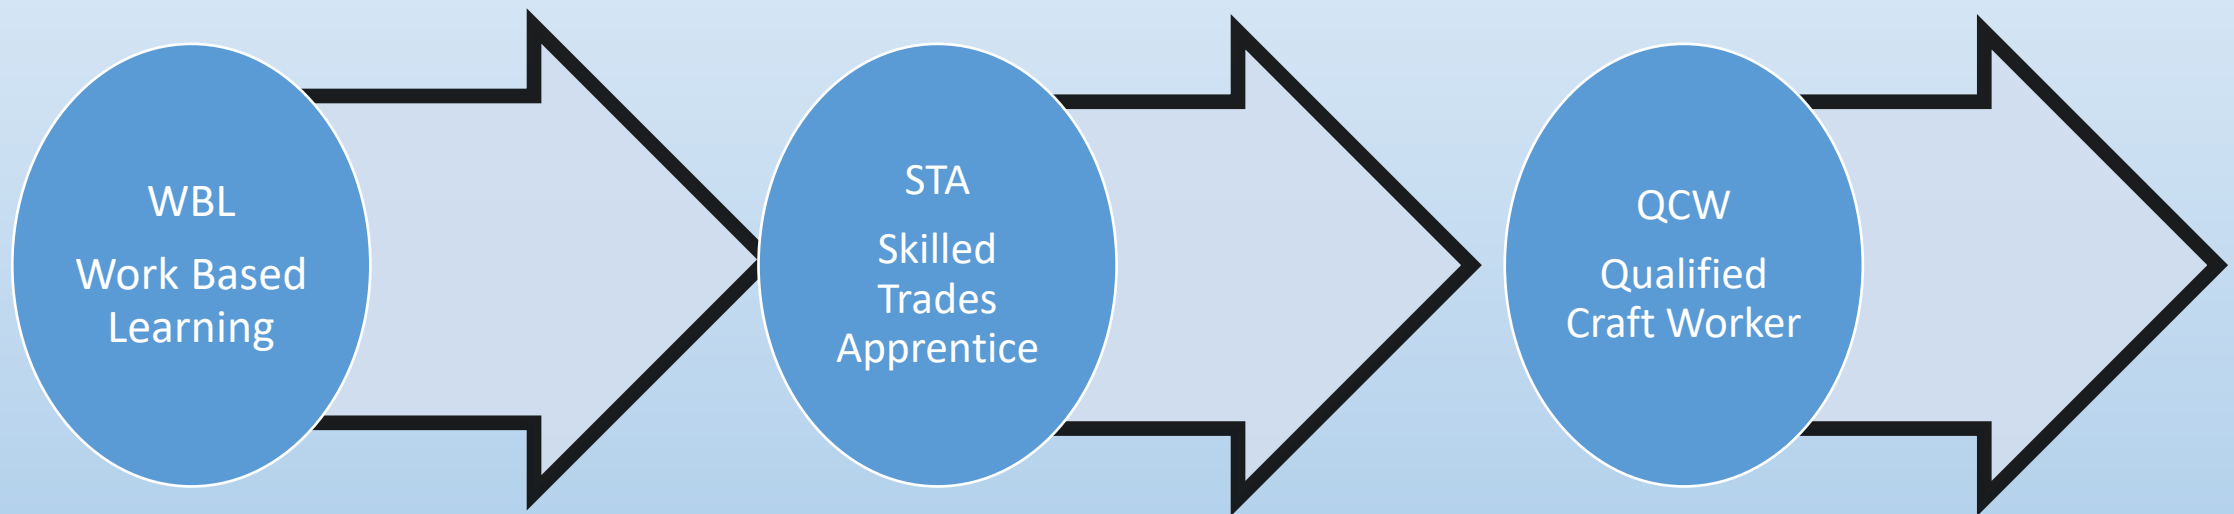 WBL
Work Based
Learning
STA
Skilled
Trades
Apprentice
QCW
Qualified
Craft Worker